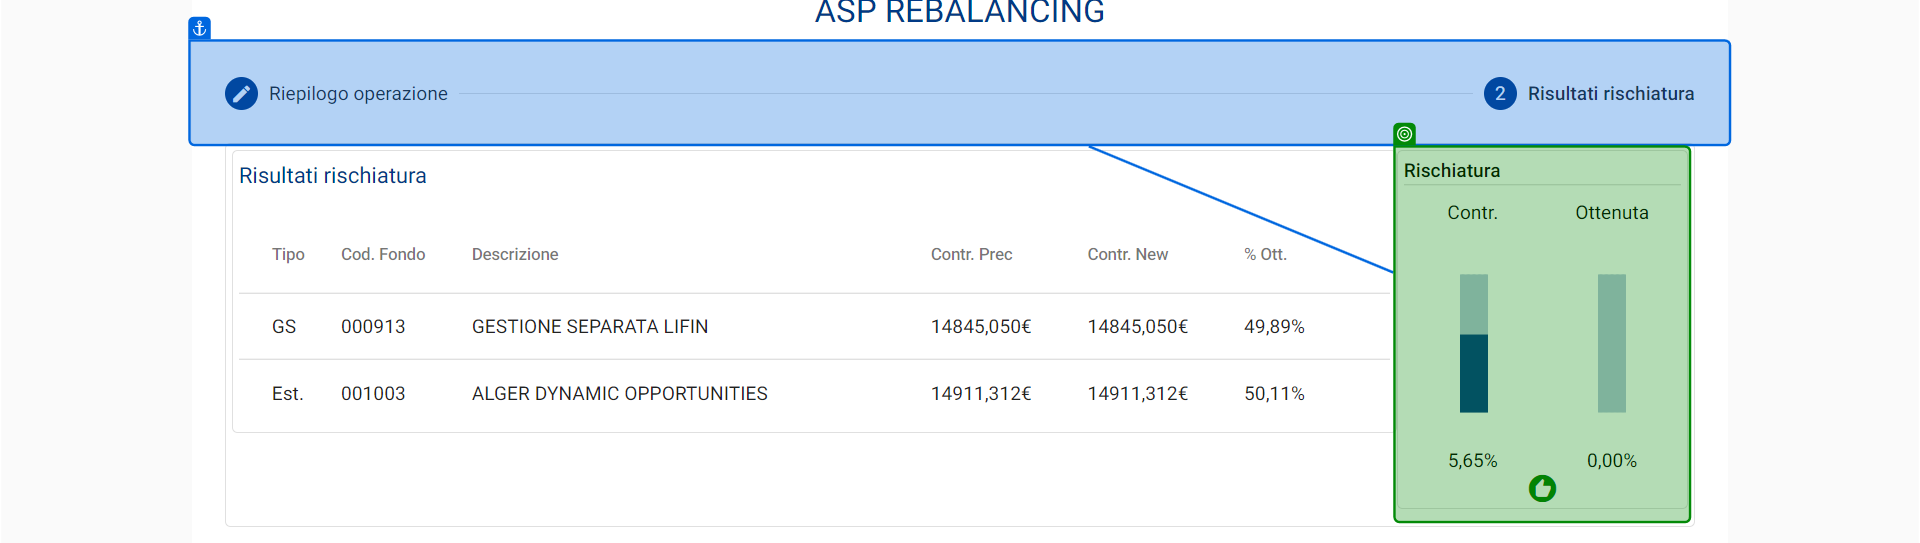 ASP REBALANCING
Riepilogo operazione
2 Risultati rischiatura
Risultati rischiatura
Tipo Cod. Fondo Descrizione Contr. Prec Contr. New % Ott.
GS 000913 GESTIONE SEPARATA LIFIN 14845,050€ 14845,050€ 49,89%
Est. 001003 ALGER DYNAMIC OPPORTUNITIES 14911,312€ 14911,312€ 50,11%
Rischiatura
Contr. Ottenuta
5,65% 0,00%